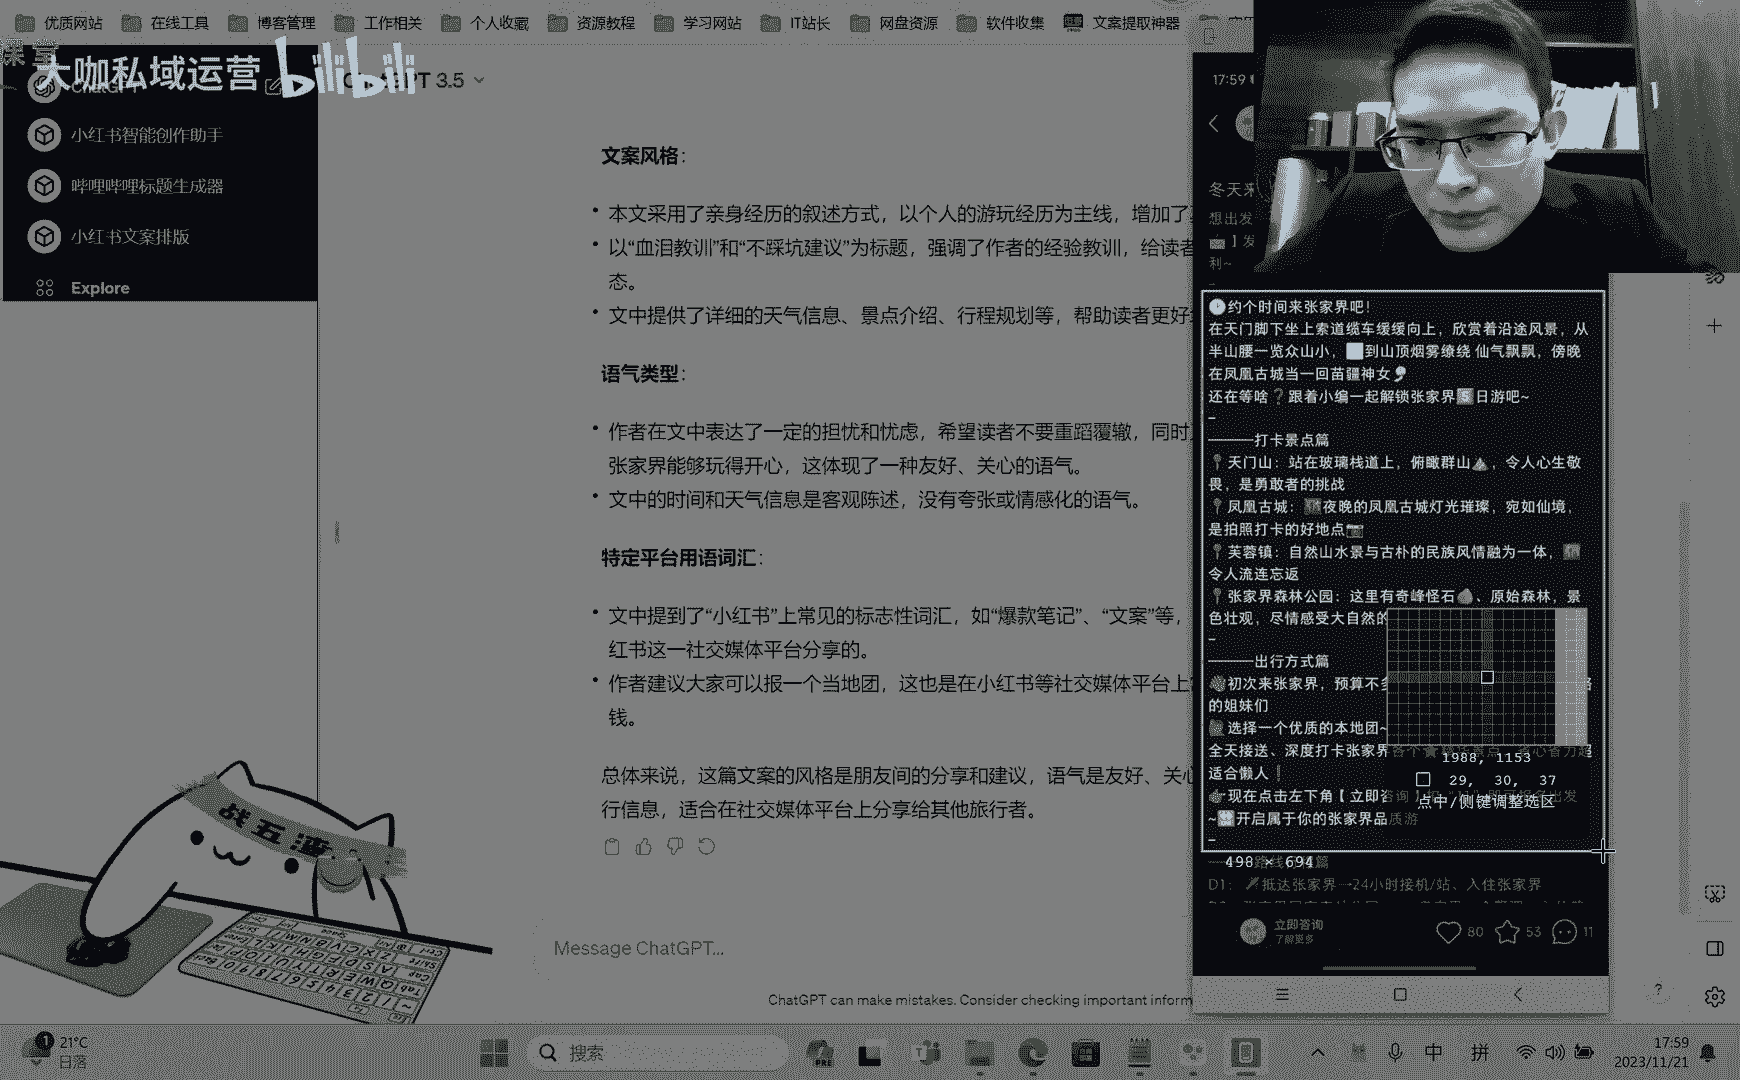 优质网站
在线工具
博客管理
工作相关
个人收藏
资源教程
学习网站
IT站长
网盘资源
软件收集
文案提取神器
课堂
大咖私域运营
bilibili
ChatGPT
PT 3.5
小红书智能创作助手
哔哩哔哩标题生成器
小红书文案排版
Explore
文案风格：
本文采用了亲身经历的叙述方式，以个人的游玩经历为主线，增加了
以“血泪教训”和“不踩坑建议”为标题，强调了作者的经验教训，给读者
态。
文中提供了详细的天气信息、景点介绍、行程规划等，帮助读者更好
语气类型：
作者在文中表达了一定的担忧和忧虑，希望读者不要重蹈覆辙，同时
张家界能够玩得开心，这体现了一种友好、关心的语气。
文中的时间和天气信息是客观陈述，没有夸张或情感化的语气。
特定平台用语词汇：
文中提到了“小红书”上常见的标志性词汇，如“爆款笔记”、“文案”等，
红书这一社交媒体平台分享的。
作者建议大家可以报一个当地团，这也是在小红书等社交媒体平台上
钱。
总体来说，这篇文案的风格是朋友间的分享和建议，语气是友好、关心
行信息，适合在社交媒体平台上分享给其他旅行者。
Message ChatGPT…
ChatGPT can make mistakes. Consider checking important inform
战五渣
17:59
冬天来
想出发
】发
利~
约个时间来张家界吧！
在天门脚下坐上索道缆车缓缓向上，欣赏着沿途风景，从
半山腰一览众山小，到山顶烟雾缭绕 仙气飘飘，傍晚
在凤凰古城当一回苗疆神女
还在等啥❓跟着小编一起解锁张家界5️⃣日游吧~
–
———打卡景点篇
📍天门山：站在玻璃栈道上，俯瞰群山，令人心生敬
畏，是勇敢者的挑战
📍凤凰古城：夜晚的凤凰古城灯光璀璨，宛如仙境，
是拍照打卡的好地点📷
📍芙蓉镇：自然山水景与古朴的民族风情融为一体，
令人流连忘返
📍张家界森林公园：这里有奇峰怪石、原始森林，景
色壮观，尽情感受大自然的
–
———出行方式篇
初次来张家界，预算不多
的姐妹们
选择一个优质的本地团~
全天接送、深度打卡张家界各个
适合懒人❗
现在点击左下角【立即咨询】
~开启属于你的张家界品质游
–
1988, 1153
29, 30, 37
点中/侧键调整选区
498 × 694
D1：抵达张家界→24小时接机/站、入住张家界
立即咨询
了解更多
80
53
11
21°C
日落
搜索
中
拼
17:59
2023/11/21